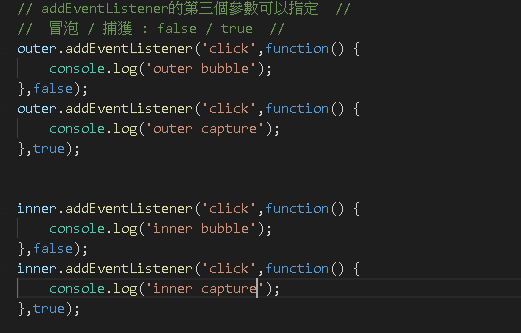 // addEventListener的第三個參數可以指定 //
// 冒泡 / 捕獲 : false / true //
outer.addEventListener('click',function() {
console.log('outer bubble');
},false);
outer.addEventListener('click',function() {
console.log('outer capture');
},true);
inner.addEventListener('click',function() {
console.log('inner bubble');
},false);
inner.addEventListener('click',function() {
console.log('inner capture');
},true);